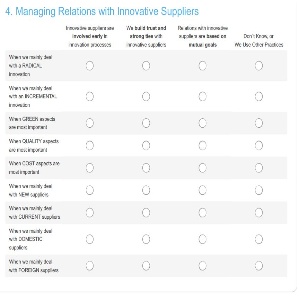 4. Managing Relations with Innovative Suppliers
Innovative suppliers are
involved early in
innovation processes
We build trust and
strong ties with
innovative suppliers
Relations with innovative
suppliers are based on
mutual goals
Don't Know, or
We Use Other Practices
When we mainly deal
with a RADICAL
innovation
When we mainly deal
with an INCREMENTAL
innovation
When GREEN aspects
are most important
When QUALITY aspects
are most important
When COST aspects are
most important
When we mainly deal
with NEW suppliers
When we mainly deal
with CURRENT suppliers
When we mainly deal
with DOMESTIC
suppliers
When we mainly deal
with FOREIGN suppliers